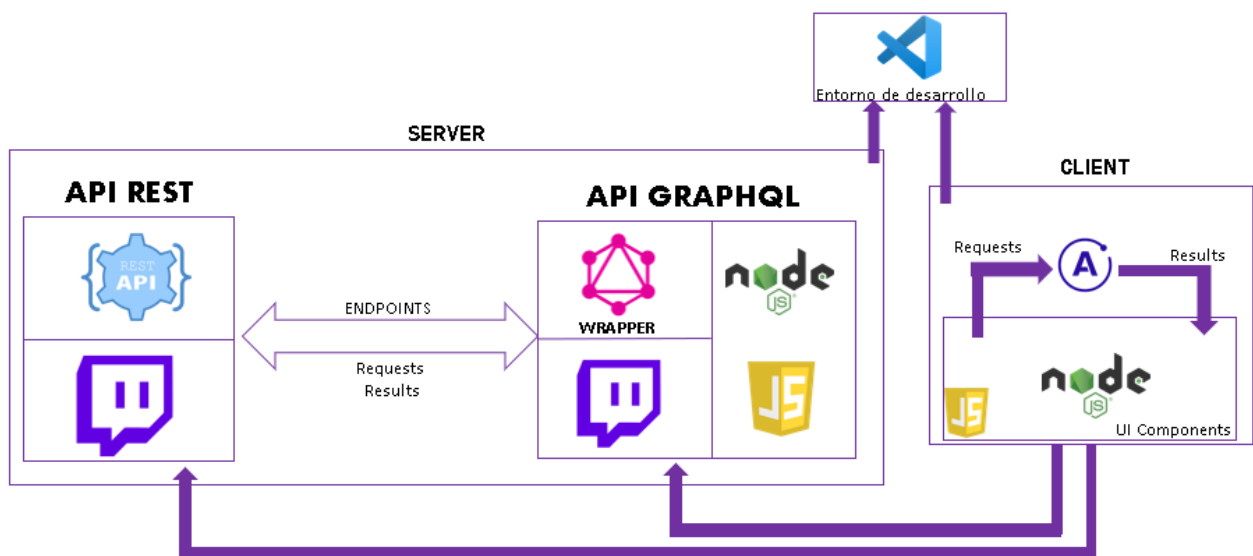 Entorno de desarrollo
SERVER
API REST
API GRAPHQL
CLIENT
REST
API
node
JS
WRAPPER
ENDPOINTS
Requests
Results
JS
Requests
A
Results
node
JS
JS
UI Components